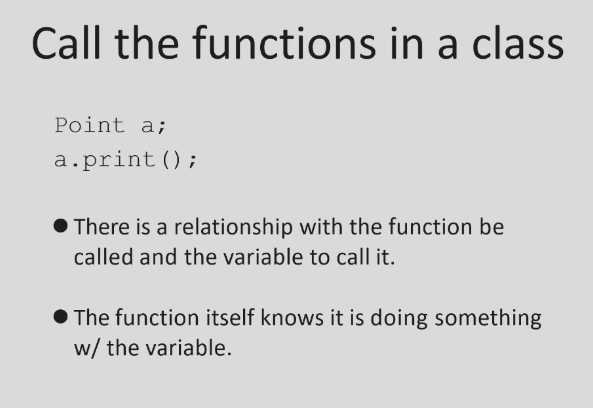 Call the functions in a class
Point a;
a.print();
● There is a relationship with the function be
called and the variable to call it.
● The function itself knows it is doing something
w/ the variable.